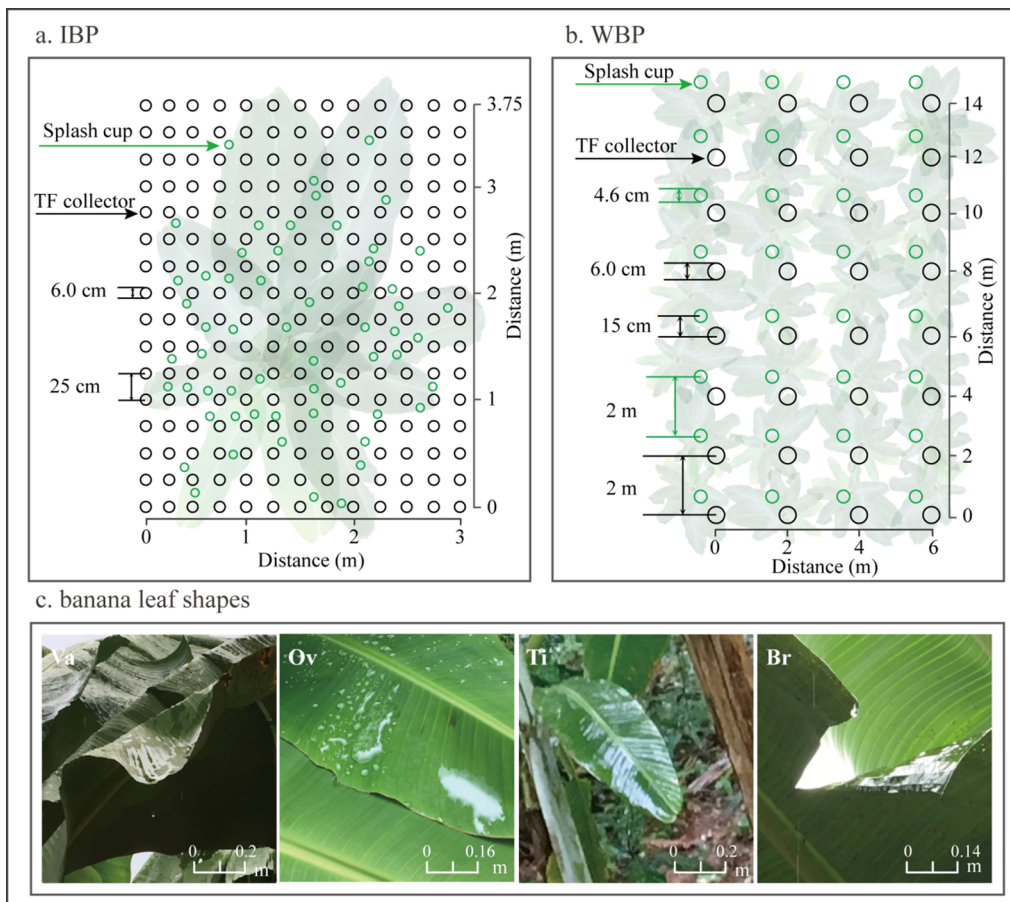 a. IBP
Splash cup
TF collector
6.0 cm
25 cm
3.75
3
2
1
0
Distance (m)
0 1 2 3
Distance (m)
b. WBP
Splash cup
TF collector
4.6 cm
6.0 cm
15 cm
2 m
2 m
14
12
10
8
6
4
2
0
Distance (m)
0 2 4 6
Distance (m)
c. banana leaf shapes
Va
0 0.2
m
Ov
0 0.16
m
Ti
0 0.2
m
Br
0 0.14
m